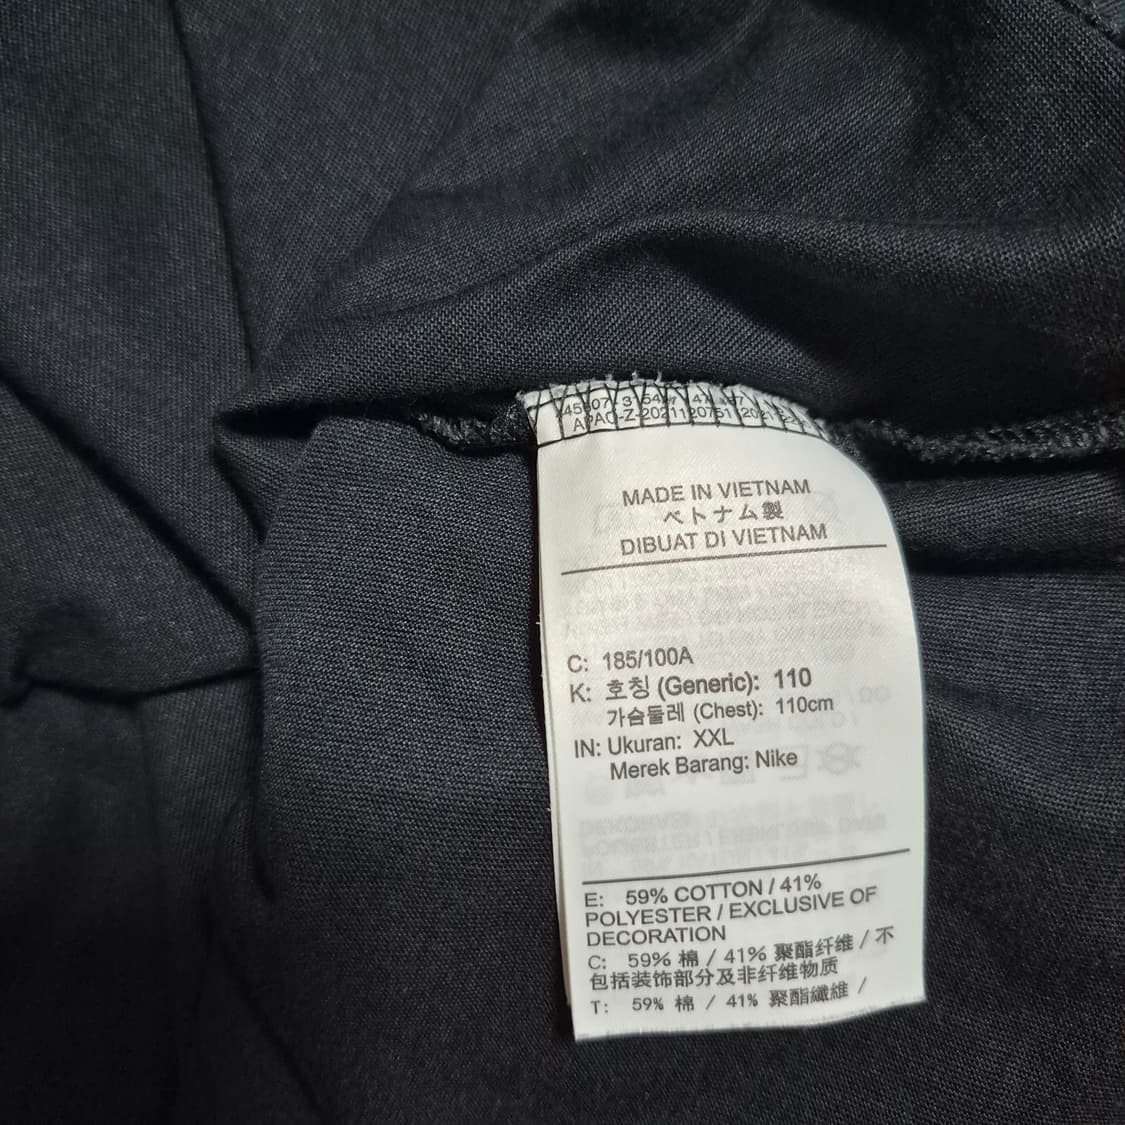 MADE IN VIETNAM
ベトナム製
DIBUAT DI VIETNAM
C: 185/100A
K: 호칭 (Generic): 110
가슴둘레 (Chest): 110cm
IN: Ukuran: XXL
Merek Barang: Nike
E: 59% COTTON / 41%
POLYESTER / EXCLUSIVE OF
DECORATION
C: 59% 棉 / 41% 聚酯纤维 / 不
包括装饰部分及非纤维物质
T: 59% 棉 / 41% 聚酯纖維 /